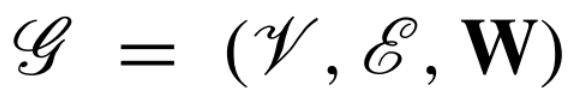 𝒢 = (𝒱, ℰ, 𝐖)